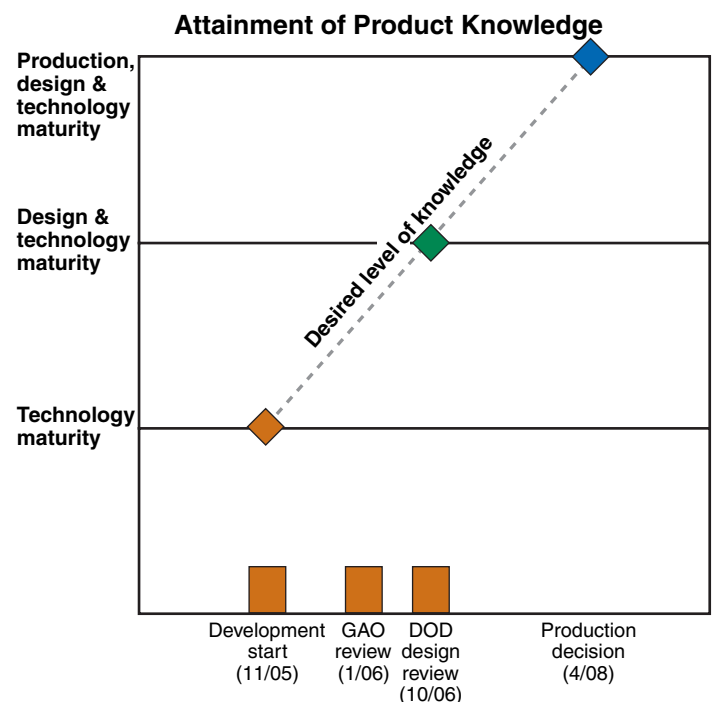 Attainment of Product Knowledge
Production,
design &
technology
maturity
Design &
technology
maturity
Technology
maturity
Desired level of knowledge
Development
start
(11/05)
GAO
review
(1/06)
DOD
design
review
(10/06)
Production
decision
(4/08)